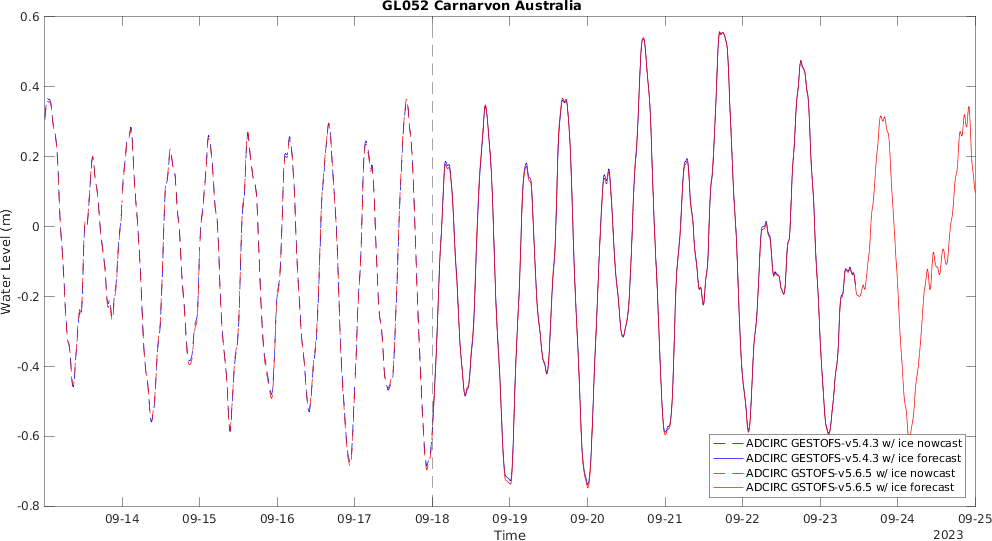 GL052 Carnarvon Australia
0.6
0.4
0.2
0
-0.2
-0.4
-0.6
-0.8
Water Level (m)
ADCIRC GESTOFS-v5.4.3 w/ ice nowcast
ADCIRC GESTOFS-v5.4.3 w/ ice forecast
ADCIRC GSTOFS-v5.6.5 w/ ice nowcast
ADCIRC GSTOFS-v5.6.5 w/ ice forecast
09-14 09-15 09-16 09-17 09-18 09-19 09-20 09-21 09-22 09-23 09-24 09-25
Time
2023